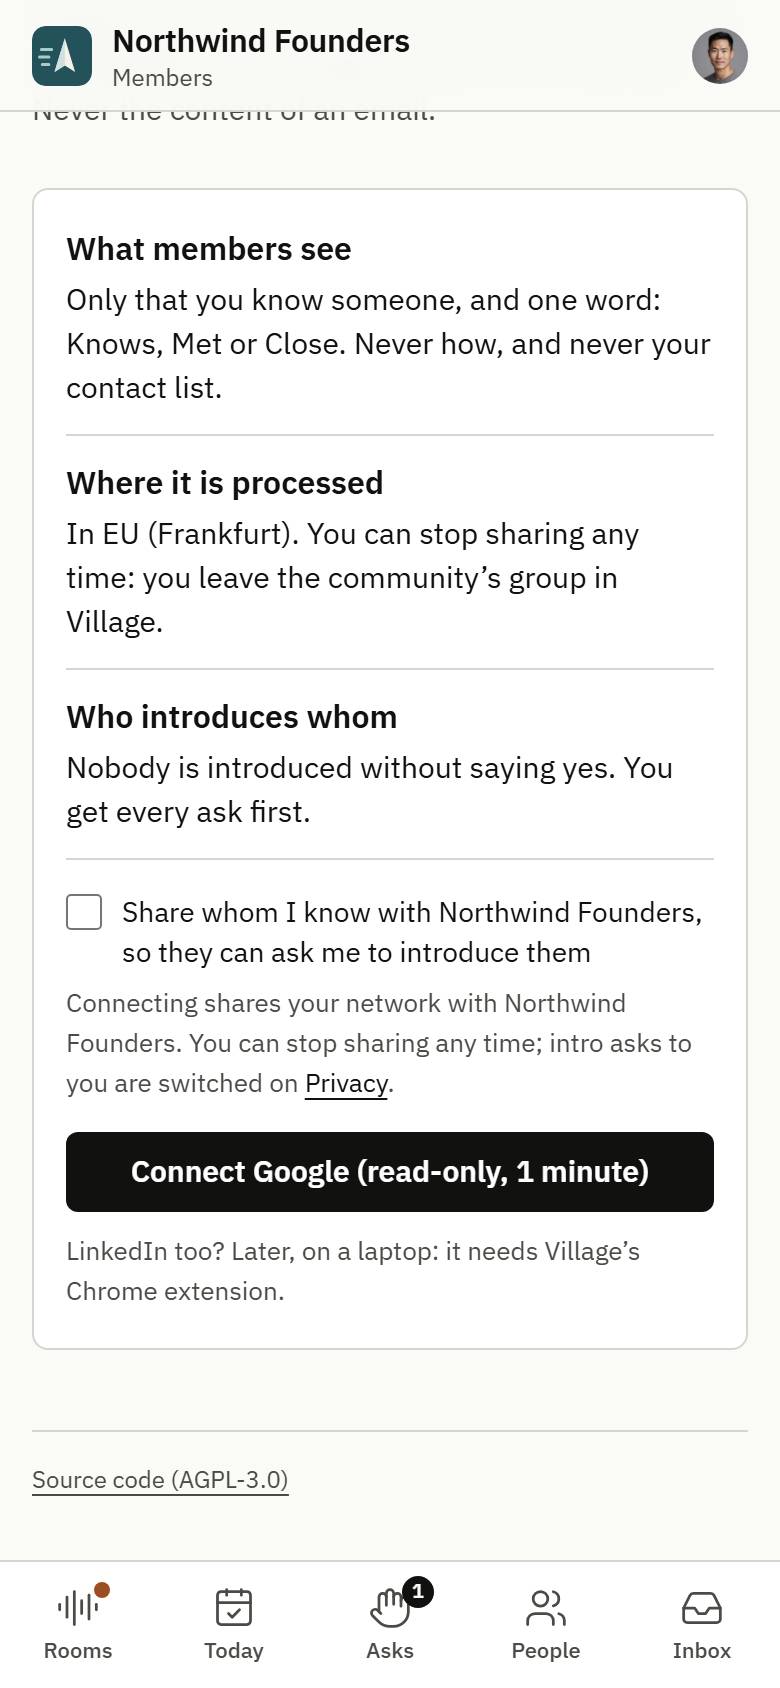 Northwind Founders
Members
Never the content of an email.
What members see
Only that you know someone, and one word:
Knows, Met or Close. Never how, and never your
contact list.
Where it is processed
In EU (Frankfurt). You can stop sharing any
time: you leave the community’s group in
Village.
Who introduces whom
Nobody is introduced without saying yes. You
get every ask first.
Share whom I know with Northwind Founders,
so they can ask me to introduce them
Connecting shares your network with Northwind
Founders. You can stop sharing any time; intro asks to
you are switched on Privacy.
Connect Google (read-only, 1 minute)
LinkedIn too? Later, on a laptop: it needs Village’s
Chrome extension.
Source code (AGPL-3.0)
1
Rooms
Today
Asks
People
Inbox